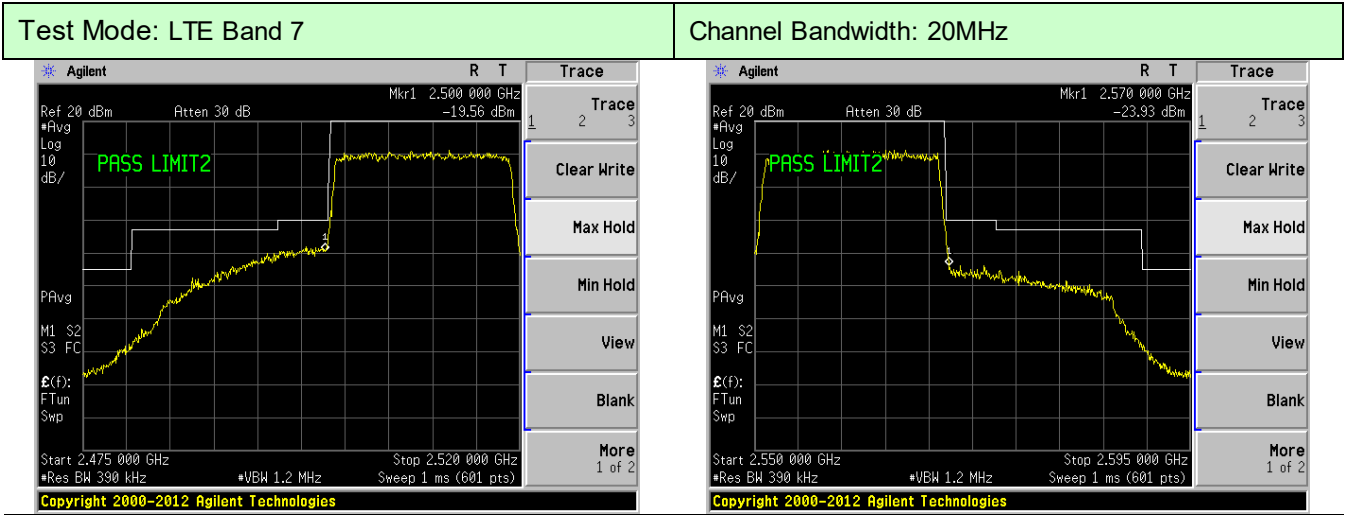 Test Mode: LTE Band 7
Channel Bandwidth: 20MHz
Agilent R T Trace
Mkr1 2.500 000 GHz
Ref 20 dBm Atten 30 dB -19.56 dBm
#Avg
Log
10
dB/
PASS LIMIT2
1
PAvg
M1 S2
S3 FC
£(f):
FTun
Swp
Start 2.475 000 GHz Stop 2.520 000 GHz
#Res BW 390 kHz #VBW 1.2 MHz Sweep 1 ms (601 pts)
Copyright 2000-2012 Agilent Technologies
Trace
1 2 3
Clear Write
Max Hold
Min Hold
View
Blank
More
1 of 2
Agilent R T Trace
Mkr1 2.570 000 GHz
Ref 20 dBm Atten 30 dB -23.93 dBm
#Avg
Log
10
dB/
PASS LIMIT2
PAvg
M1 S2
S3 FC
£(f):
FTun
Swp
Start 2.550 000 GHz Stop 2.595 000 GHz
#Res BW 390 kHz #VBW 1.2 MHz Sweep 1 ms (601 pts)
Copyright 2000-2012 Agilent Technologies
Trace
1 2 3
Clear Write
Max Hold
Min Hold
View
Blank
More
1 of 2